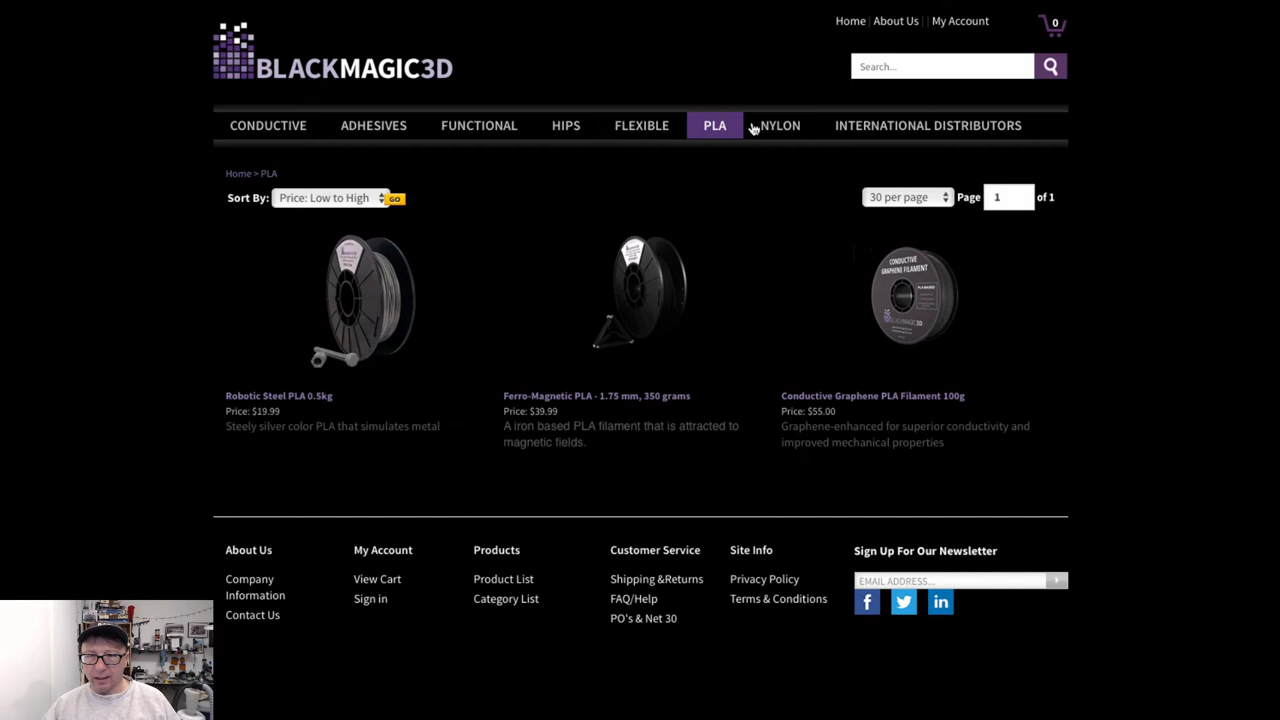 Home | About Us | | My Account
0
BLACKMAGIC3D
Search...
CONDUCTIVE ADHESIVES FUNCTIONAL HIPS FLEXIBLE PLA NYLON INTERNATIONAL DISTRIBUTORS
Home > PLA
Sort By: Price: Low to High GO 30 per page Page 1 of 1
CONDUCTIVE
GRAPHENE FILAMENT
BLACKMAGIC3D
Robotic Steel PLA 0.5kg
Price: $19.99
Steely silver color PLA that simulates metal
Ferro-Magnetic PLA - 1.75 mm, 350 grams
Price: $39.99
A iron based PLA filament that is attracted to
magnetic fields.
Conductive Graphene PLA Filament 100g
Price: $55.00
Graphene-enhanced for superior conductivity and
improved mechanical properties
About Us
Company
Information
Contact Us
My Account
View Cart
Sign in
Products
Product List
Category List
Customer Service
Shipping &Returns
FAQ/Help
PO's & Net 30
Site Info
Privacy Policy
Terms & Conditions
Sign Up For Our Newsletter
EMAIL ADDRESS...